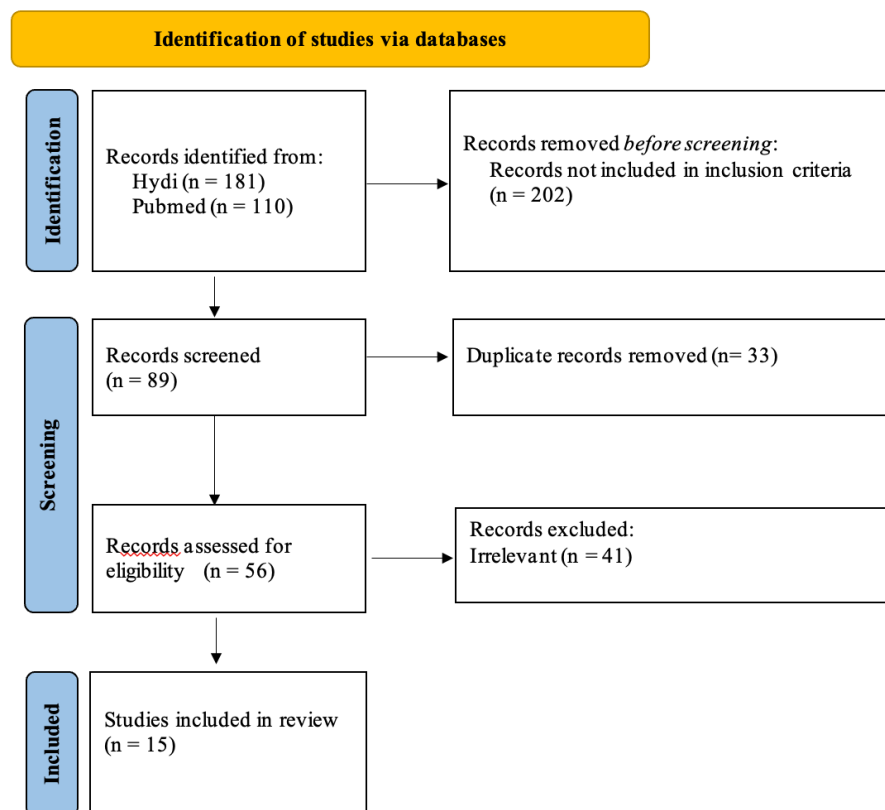 Identification of studies via databases
Identification
Records identified from:
Hydi (n = 181)
Pubmed (n = 110)
Records removed before screening:
Records not included in inclusion criteria
(n = 202)
Screening
Records screened
(n = 89)
Duplicate records removed (n= 33)
Records assessed for
eligibility (n = 56)
Records excluded:
Irrelevant (n = 41)
Included
Studies included in review
(n = 15)